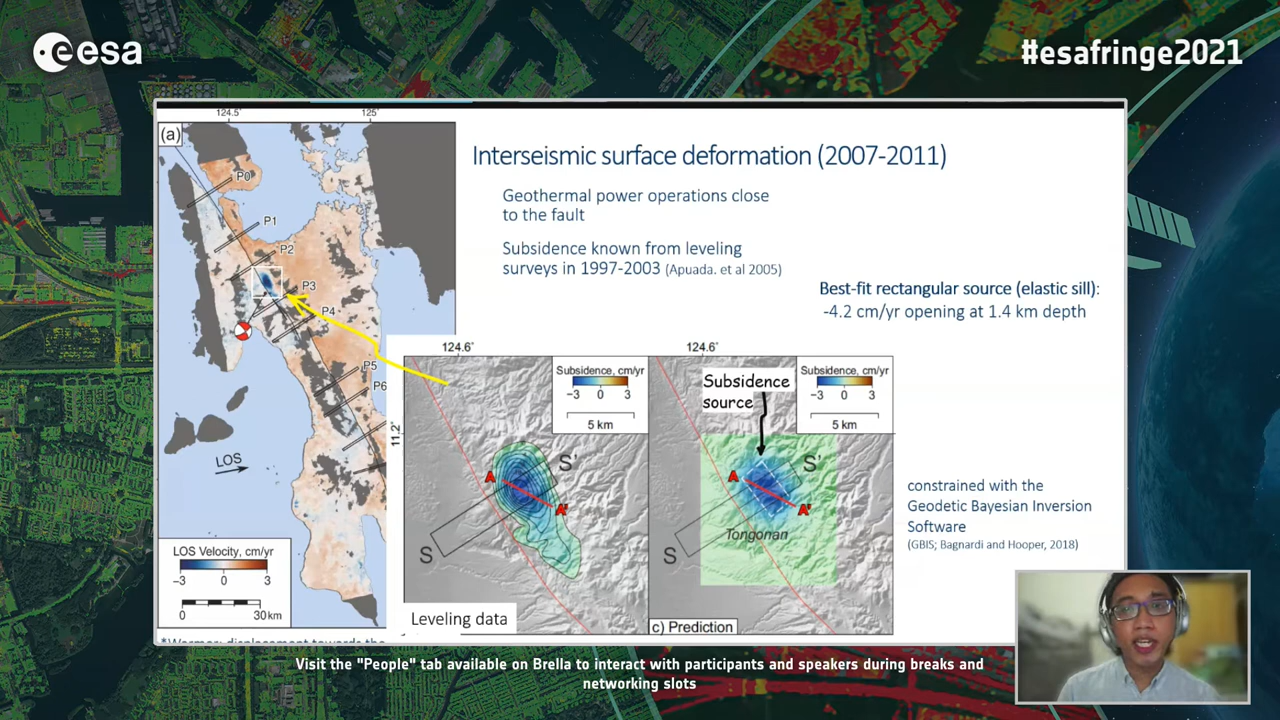 esa
#esafringe2021
124.5°
125°
(a)
P0
P1
P2
P3
P4
P5
P6
LOS
LOS Velocity, cm/yr
−3
0
3
0
30 km
Interseismic surface deformation (2007-2011)
Geothermal power operations close
to the fault
Subsidence known from leveling
surveys in 1997-2003 (Apuada. et al 2005)
Best-fit rectangular source (elastic sill):
-4.2 cm/yr opening at 1.4 km depth
124.6°
11.2°
Subsidence, cm/yr
−3
0
3
5 km
A
A'
S'
S
Leveling data
124.6°
Subsidence
source
Subsidence, cm/yr
−3
0
3
5 km
A
A'
S'
S
Tongonan
c) Prediction
constrained with the
Geodetic Bayesian Inversion
Software
(GBIS; Bagnardi and Hooper, 2018)
Visit the "People" tab available on Brella to interact with participants and speakers during breaks and
networking slots